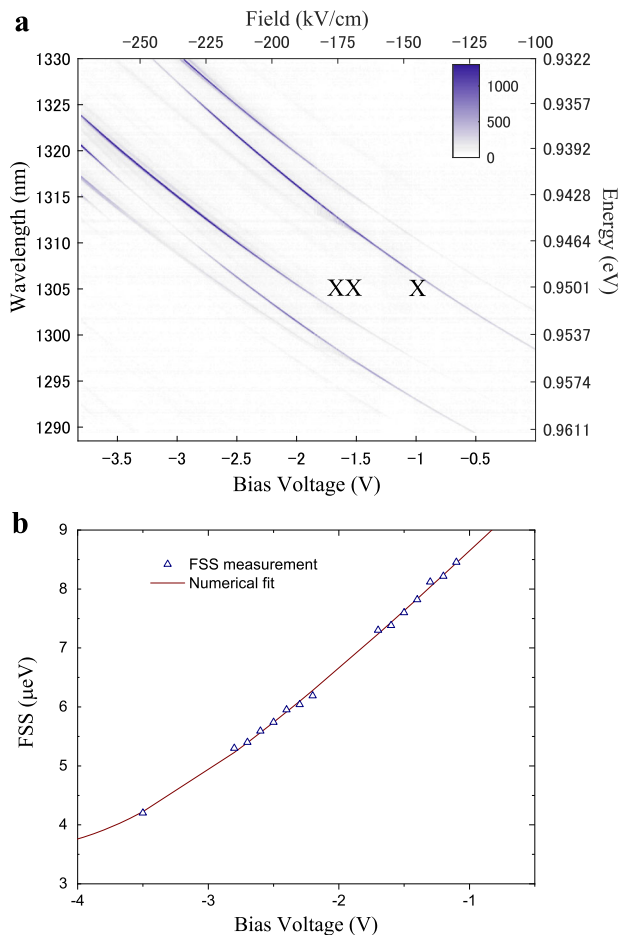 a
Field (kV/cm)
−250 −225 −200 −175 −150 −125 −100
1330 0.9322
1325 0.9357
1320 0.9392
1315 0.9428
1310 0.9464
1305 0.9501
1300 0.9537
1295 0.9574
1290 0.9611
Wavelength (nm)
Energy (eV)
1000
500
0
XX X
−3.5 −3 −2.5 −2 −1.5 −1 −0.5
Bias Voltage (V)
b
9
8
7
6
5
4
3
FSS (μeV)
FSS measurement
Numerical fit
-4 -3 -2 -1
Bias Voltage (V)